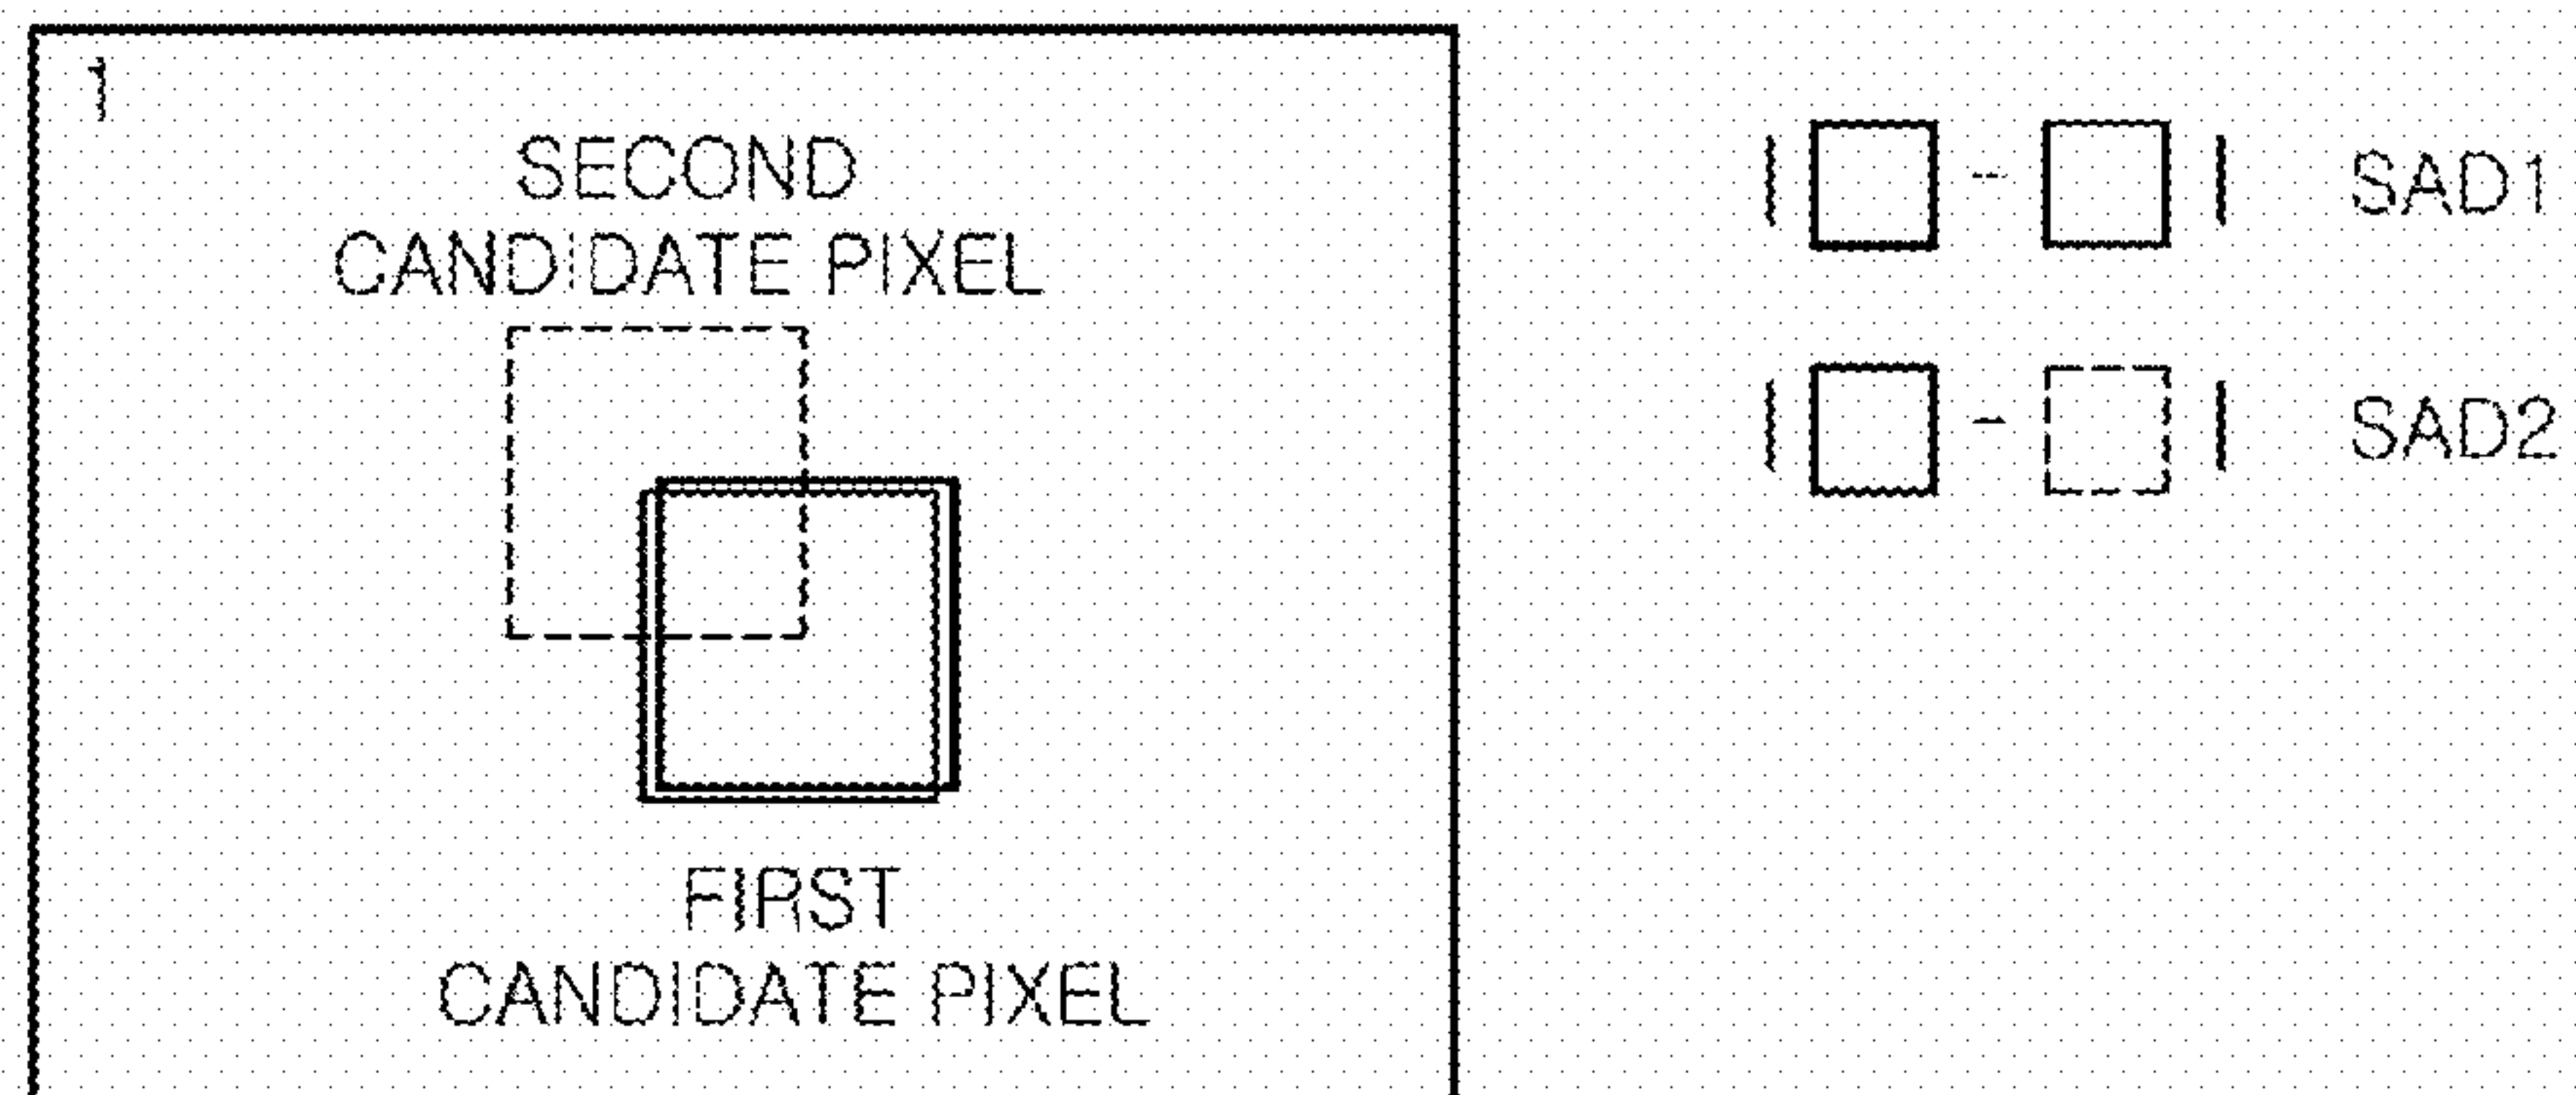 1
SECOND
CANDIDATE PIXEL
FIRST
CANDIDATE PIXEL
| - | SAD1
| - | SAD2